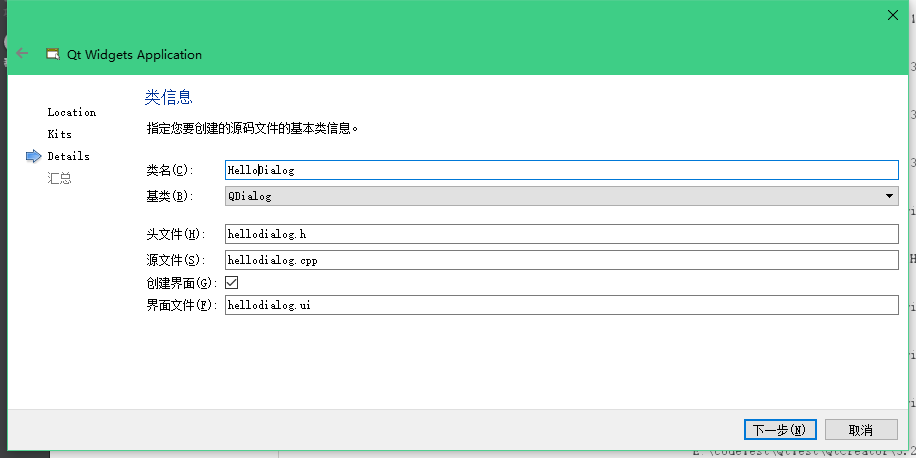 Qt Widgets Application
Location
Kits
Details
汇总
类信息
指定您要创建的源码文件的基本类信息。
类名(C): HelloDialog
基类(B): QDialog
头文件(H): hellodialog.h
源文件(S): hellodialog.cpp
创建界面(G):
界面文件(F): hellodialog.ui
下一步(N) 取消